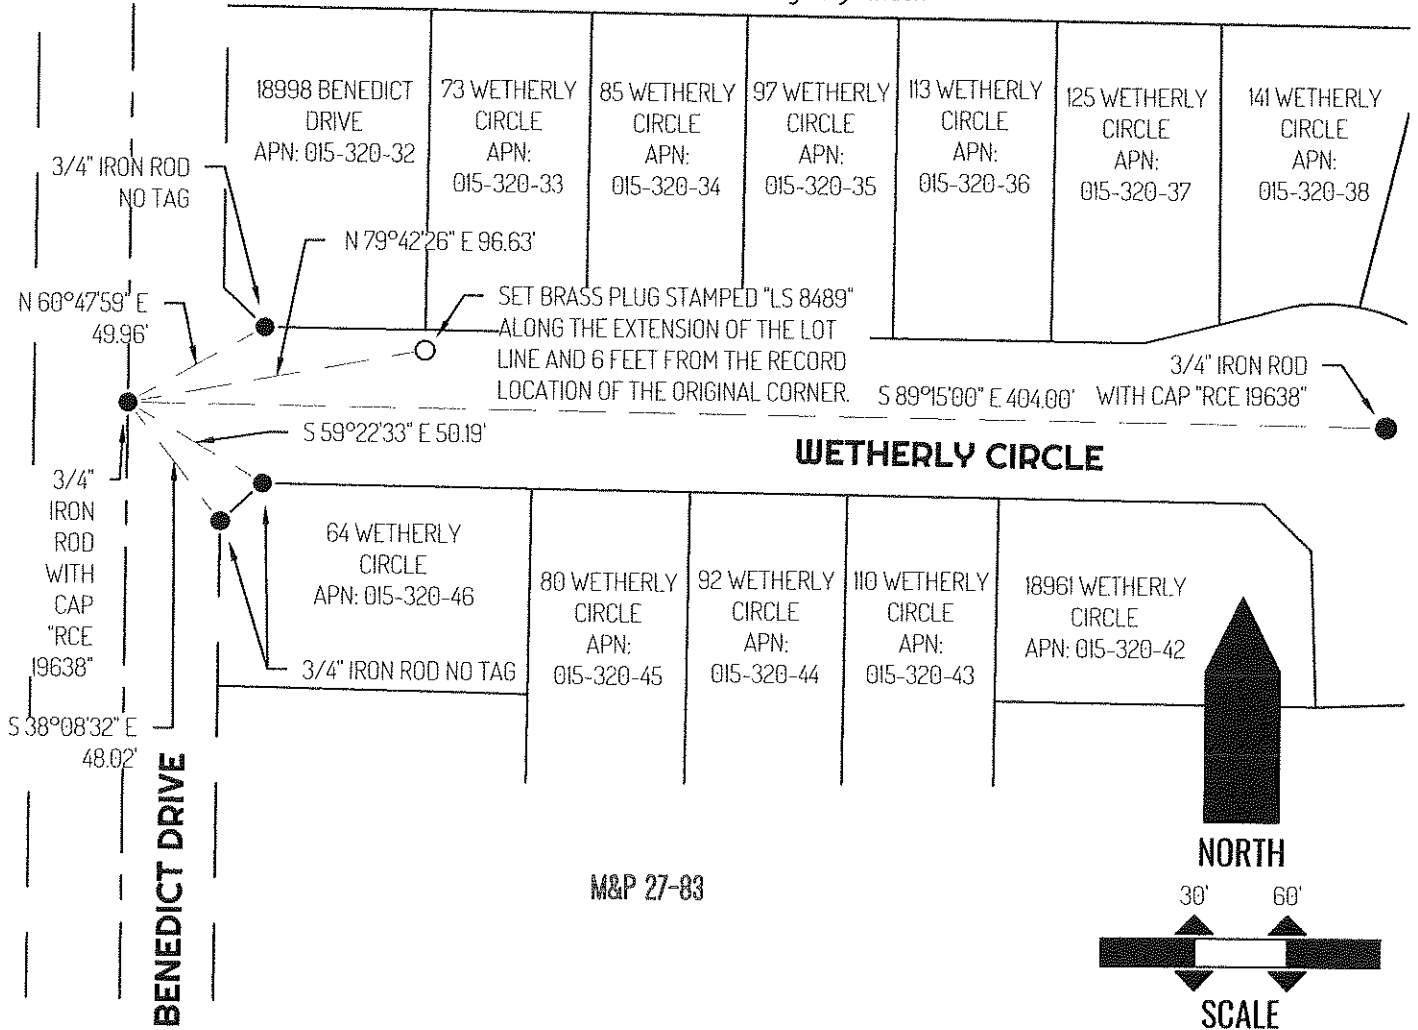 18998 BENEDICT
DRIVE
APN: 015-320-32
73 WETHERLY
CIRCLE
APN:
015-320-33
85 WETHERLY
CIRCLE
APN:
015-320-34
97 WETHERLY
CIRCLE
APN:
015-320-35
113 WETHERLY
CIRCLE
APN:
015-320-36
125 WETHERLY
CIRCLE
APN:
015-320-37
141 WETHERLY
CIRCLE
APN:
015-320-38
3/4" IRON ROD
NO TAG
N 79°42'26" E 96.63'
N 60°47'59" E
49.96'
SET BRASS PLUG STAMPED "LS 8489"
ALONG THE EXTENSION OF THE LOT
LINE AND 6 FEET FROM THE RECORD
LOCATION OF THE ORIGINAL CORNER.
S 89°15'00" E 404.00'
3/4" IRON ROD
WITH CAP "RCE 19638"
S 59°22'33" E 50.19'
WETHERLY CIRCLE
3/4"
IRON
ROD
WITH
CAP
"RCE
19638"
64 WETHERLY
CIRCLE
APN: 015-320-46
80 WETHERLY
CIRCLE
APN:
015-320-45
92 WETHERLY
CIRCLE
APN:
015-320-44
110 WETHERLY
CIRCLE
APN:
015-320-43
18961 WETHERLY
CIRCLE
APN: 015-320-42
3/4" IRON ROD NO TAG
S 38°08'32" E
48.02'
BENEDICT DRIVE
M&P 27-83
NORTH
30' 60'
SCALE